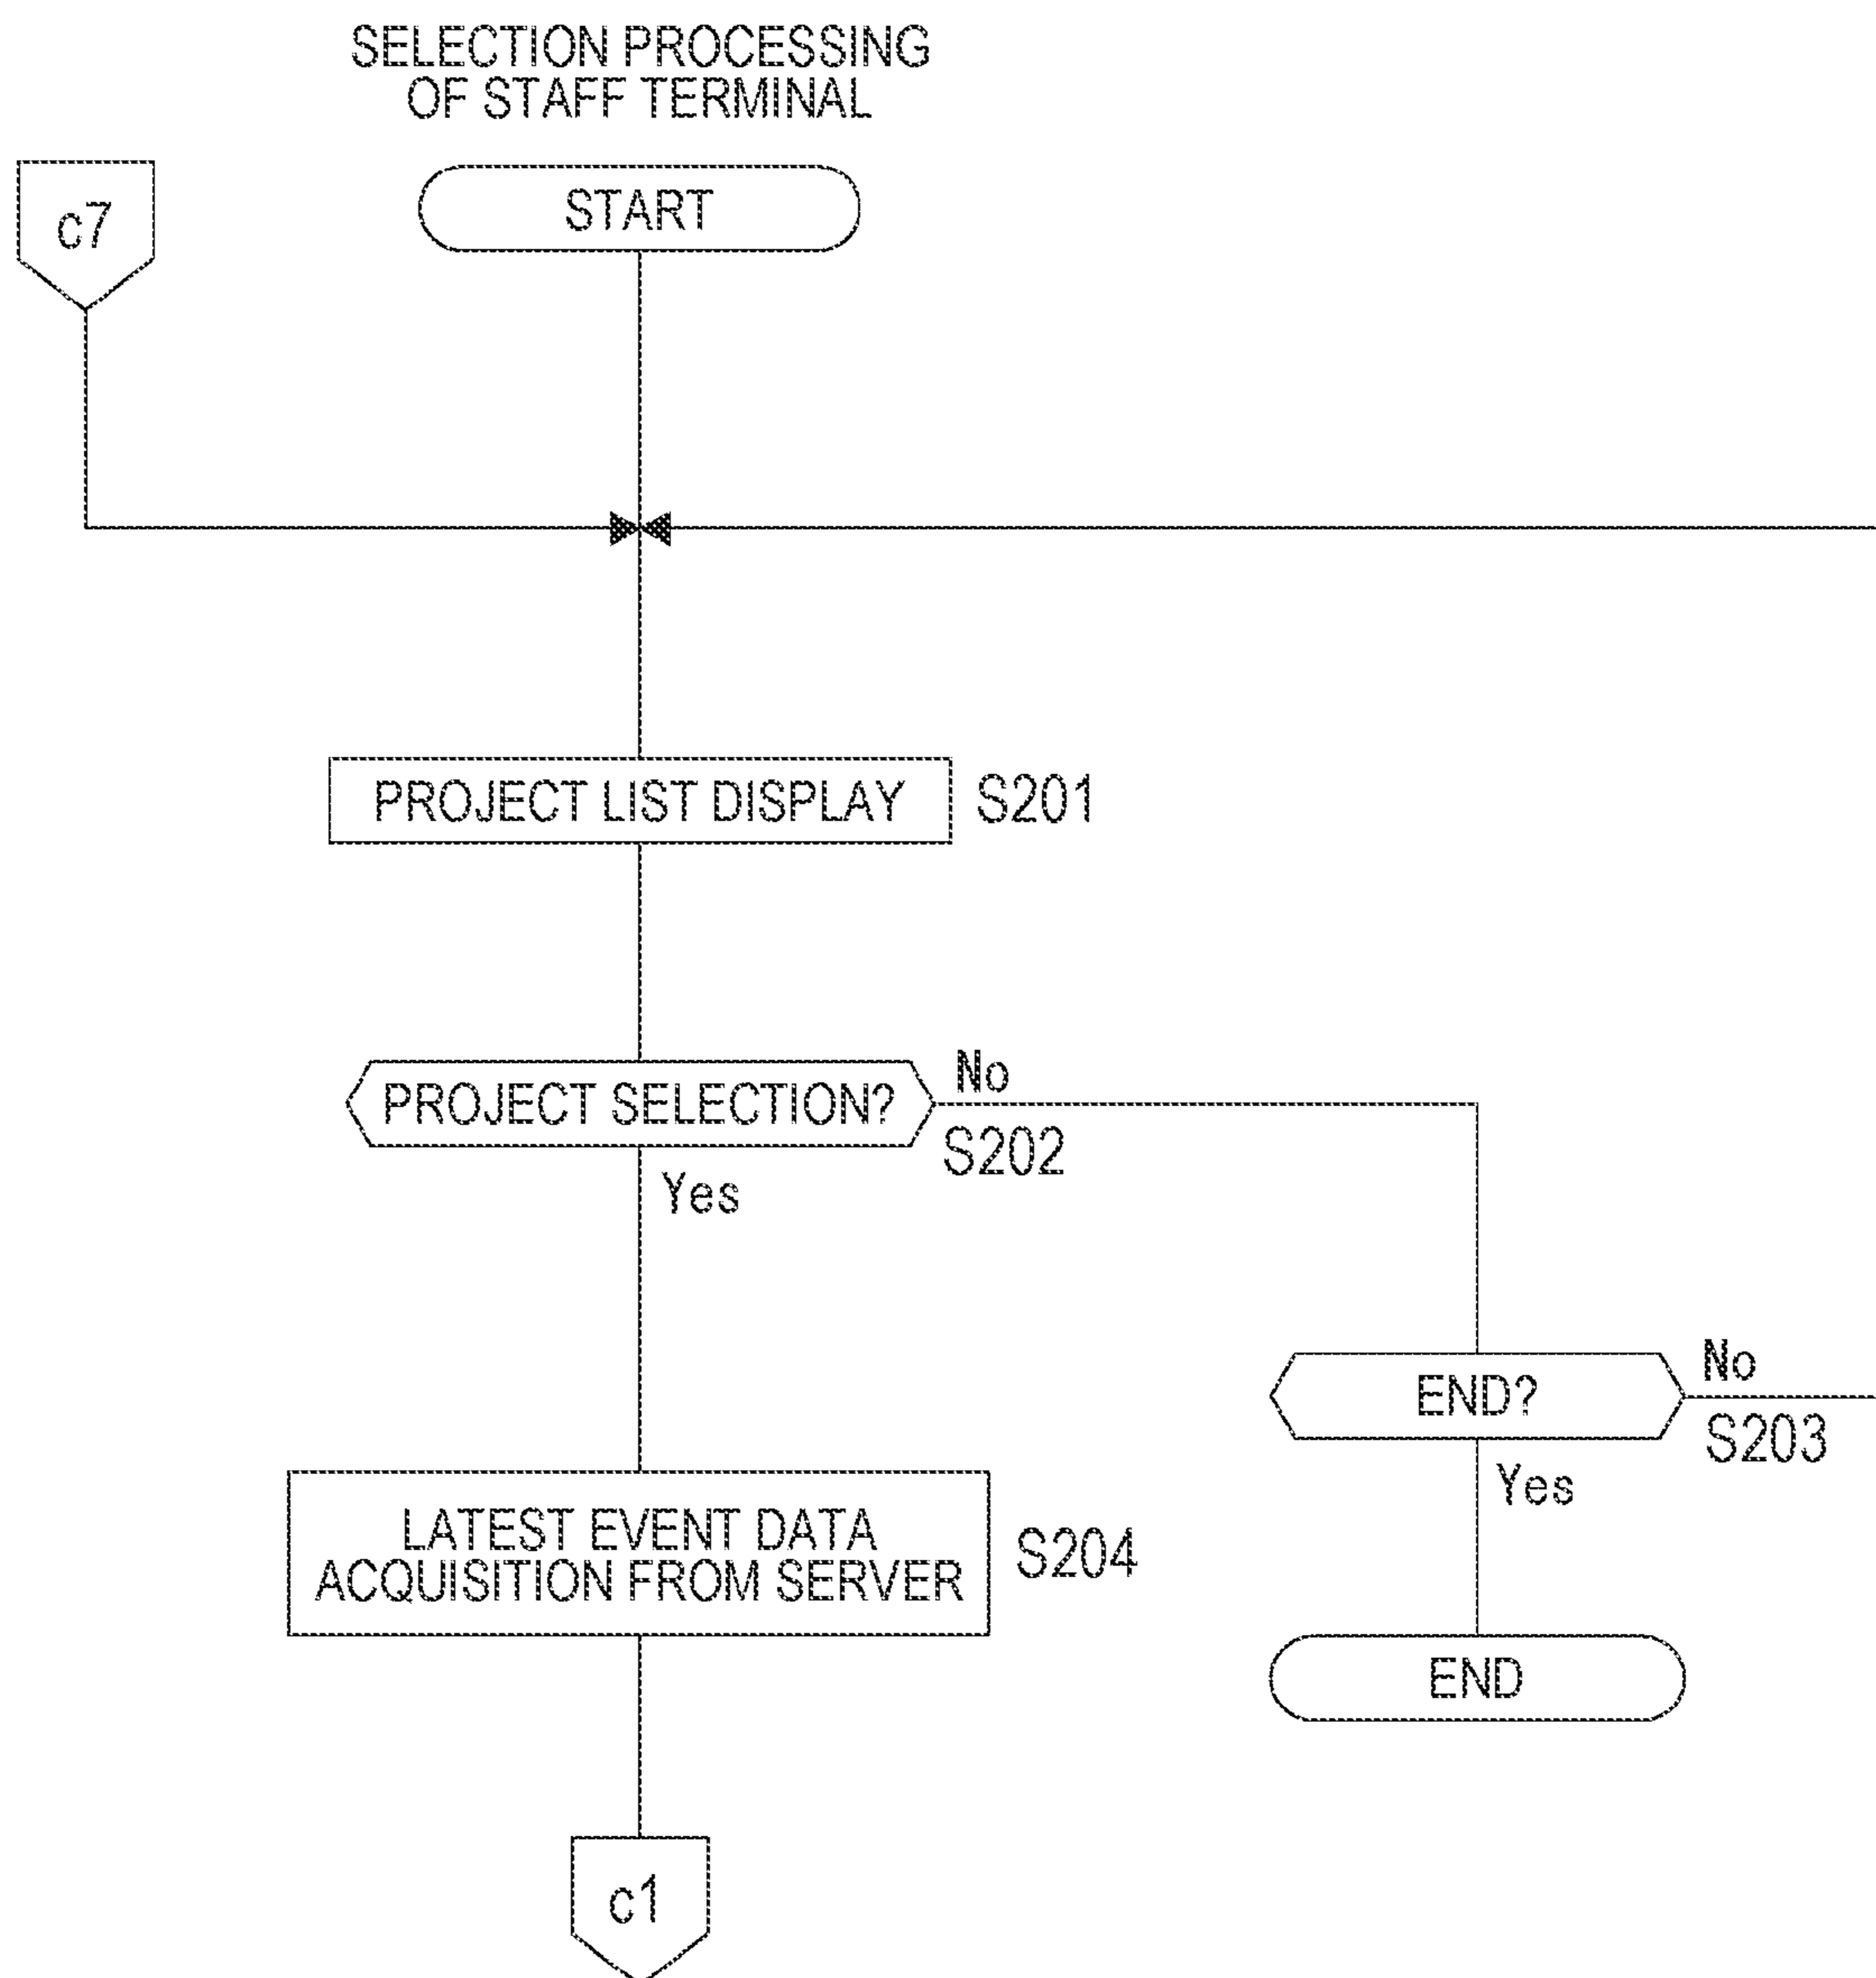 SELECTION PROCESSING
OF STAFF TERMINAL
c7
START
PROJECT LIST DISPLAY
S201
PROJECT SELECTION?
No
S202
Yes
END?
No
S203
Yes
LATEST EVENT DATA
ACQUISITION FROM SERVER
S204
END
c1